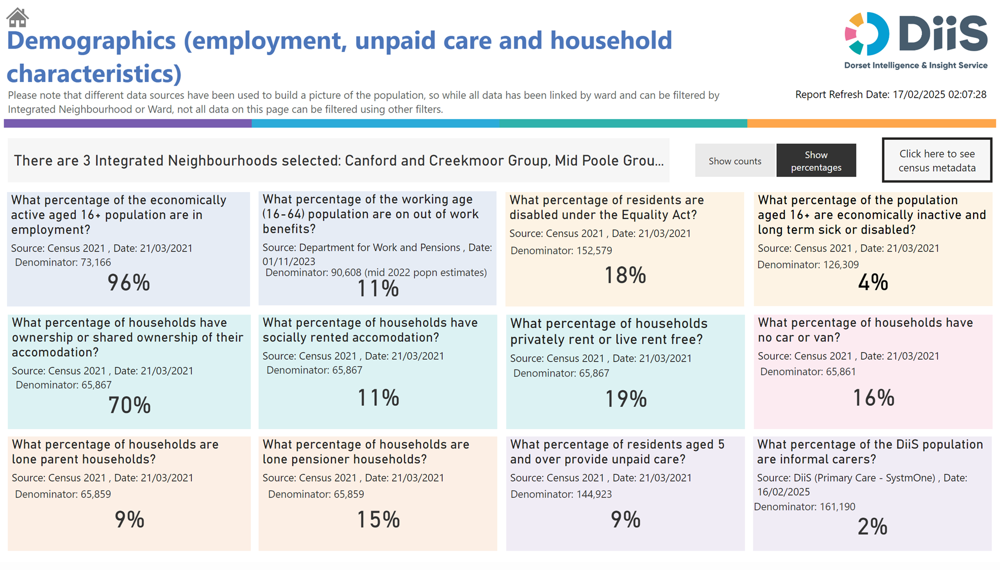 Demographics (employment, unpaid care and household
characteristics)
DiiS
Dorset Intelligence & Insight Service
Please note that different data sources have been used to build a picture of the population, so while all data has been linked by ward and can be filtered by
Integrated Neighbourhood or Ward, not all data on this page can be filtered using other filters.
Report Refresh Date: 17/02/2025 02:07:28
There are 3 Integrated Neighbourhoods selected: Canford and Creekmoor Group, Mid Poole Grou...
Show counts
Show
percentages
Click here to see
census metadata
What percentage of the economically
active aged 16+ population are in
employment?
Source: Census 2021 , Date: 21/03/2021
Denominator: 73,166
96%
What percentage of the working age
(16-64) population are on out of work
benefits?
Source: Department for Work and Pensions , Date:
01/11/2023
Denominator: 90,608 (mid 2022 popn estimates)
11%
What percentage of residents are
disabled under the Equality Act?
Source: Census 2021 , Date: 21/03/2021
Denominator: 152,579
18%
What percentage of the population
aged 16+ are economically inactive and
long term sick or disabled?
Source: Census 2021 , Date: 21/03/2021
Denominator: 126,309
4%
What percentage of households have
ownership or shared ownership of their
accomodation?
Source: Census 2021 , Date: 21/03/2021
Denominator: 65,867
70%
What percentage of households have
socially rented accomodation?
Source: Census 2021 , Date: 21/03/2021
Denominator: 65,867
11%
What percentage of households
privately rent or live rent free?
Source: Census 2021 , Date: 21/03/2021
Denominator: 65,867
19%
What percentage of households have
no car or van?
Source: Census 2021 , Date: 21/03/2021
Denominator: 65,861
16%
What percentage of households are
lone parent households?
Source: Census 2021 , Date: 21/03/2021
Denominator: 65,859
9%
What percentage of households are
lone pensioner households?
Source: Census 2021 , Date: 21/03/2021
Denominator: 65,859
15%
What percentage of residents aged 5
and over provide unpaid care?
Source: Census 2021 , Date: 21/03/2021
Denominator: 144,923
9%
What percentage of the DiiS population
are informal carers?
Source: DiiS (Primary Care - SystmOne) , Date:
16/02/2025
Denominator: 161,190
2%